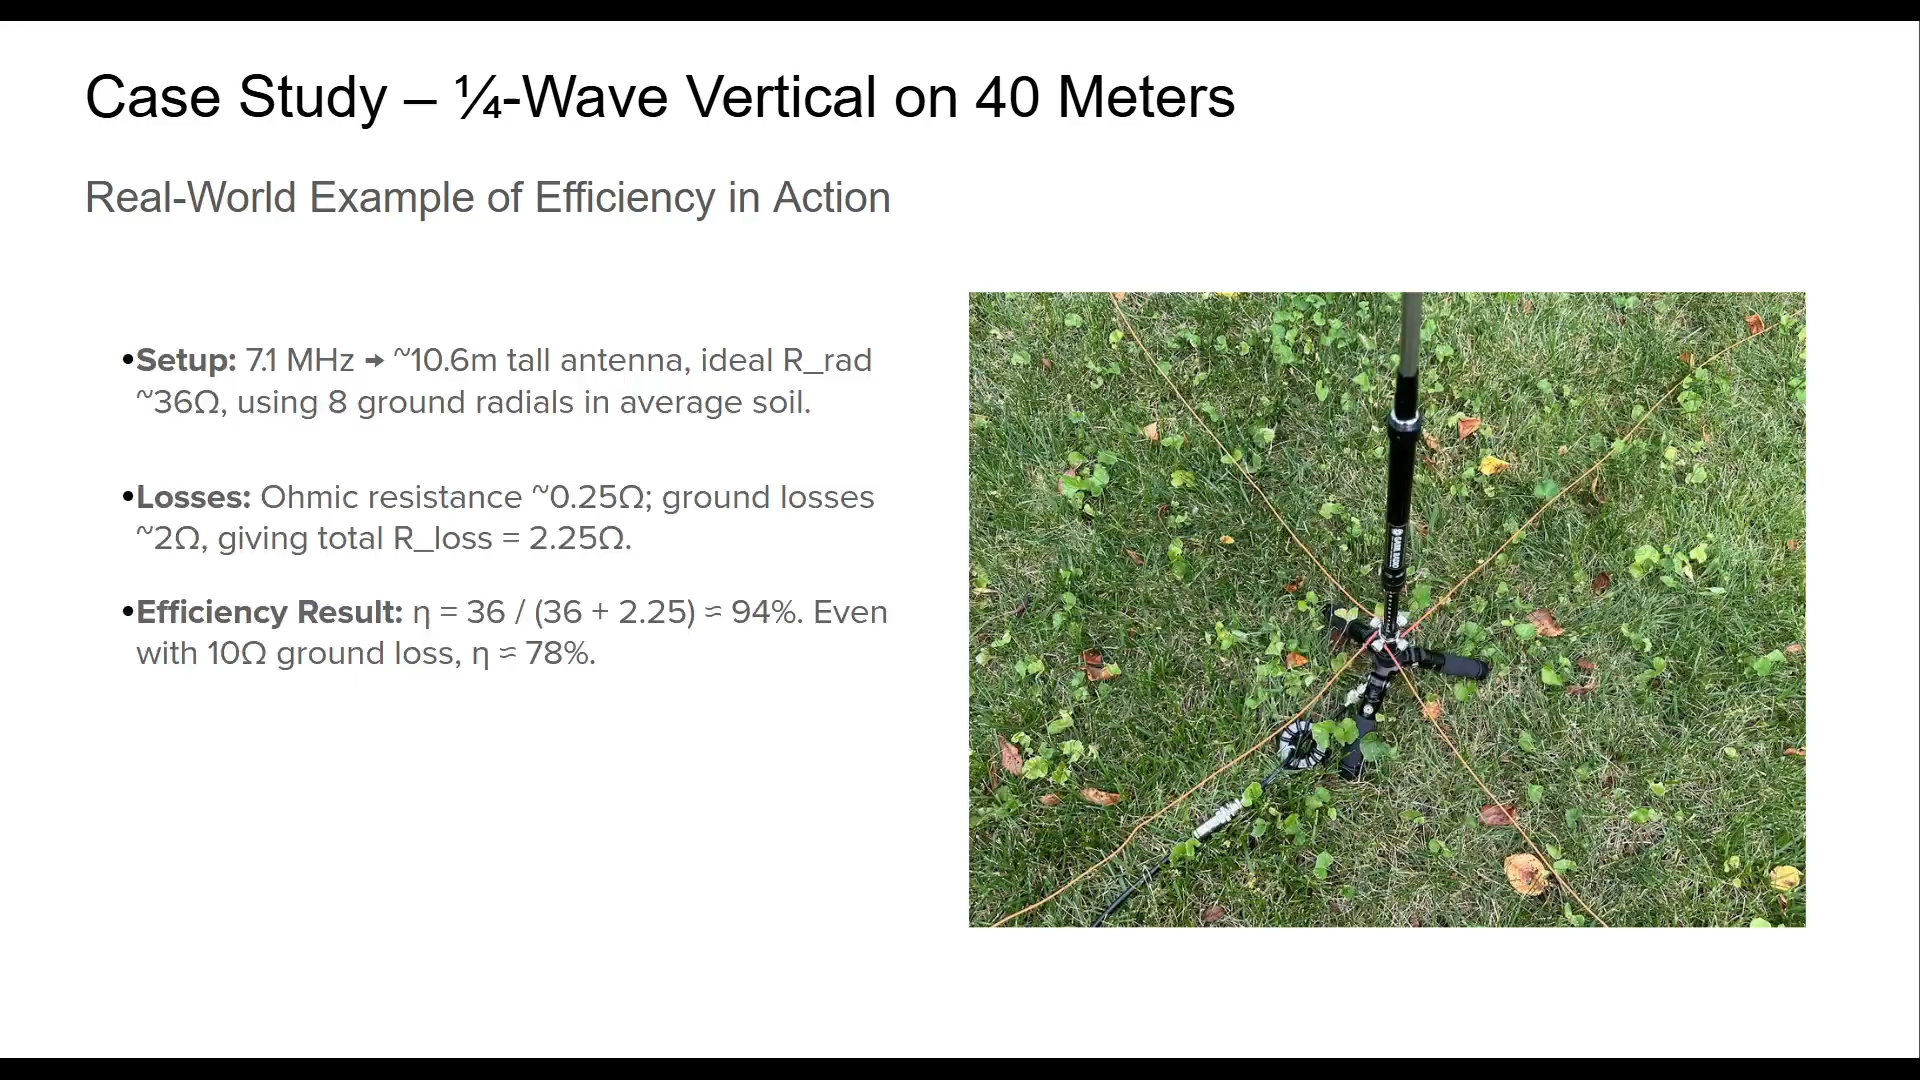 Case Study – ¼-Wave Vertical on 40 Meters
Real-World Example of Efficiency in Action
•Setup: 7.1 MHz → ~10.6m tall antenna, ideal R_rad
~36Ω, using 8 ground radials in average soil.
•Losses: Ohmic resistance ~0.25Ω; ground losses
~2Ω, giving total R_loss = 2.25Ω.
•Efficiency Result: η = 36 / (36 + 2.25) ≈ 94%. Even
with 10Ω ground loss, η ≈ 78%.